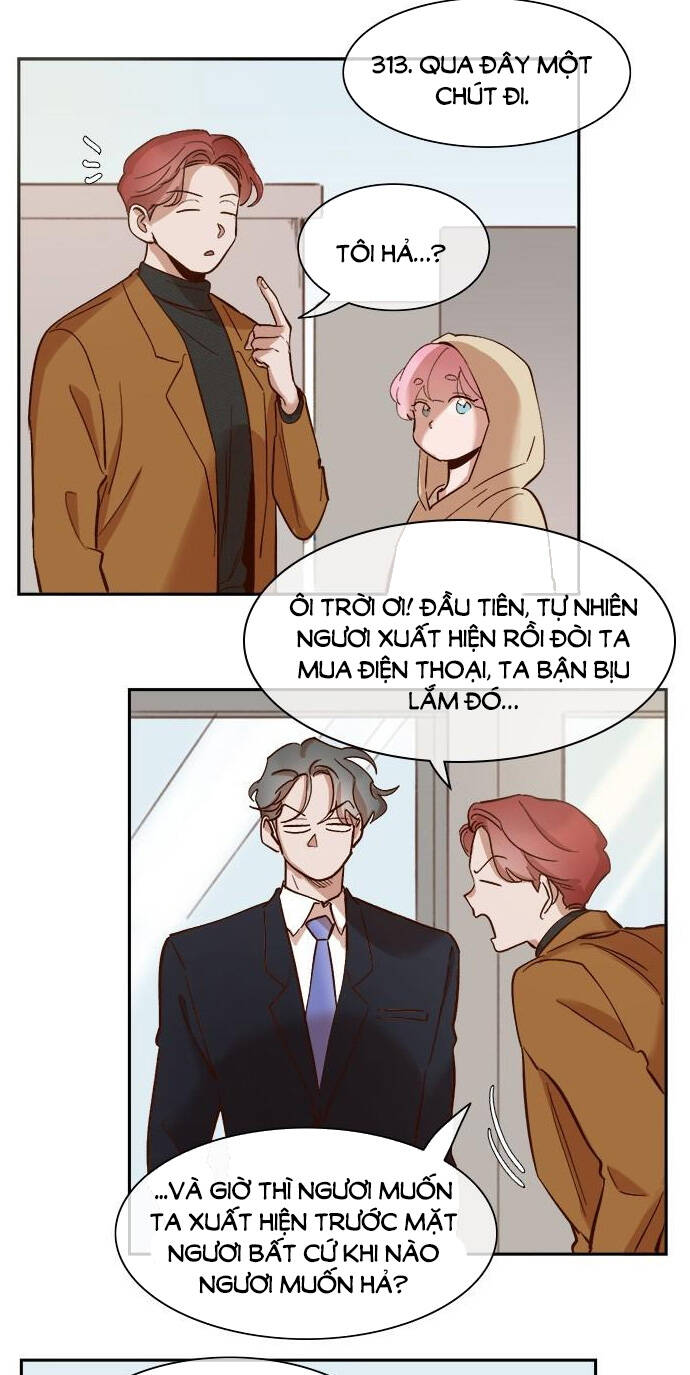 313. QUA ĐÂY MỘT
CHÚT ĐI.
TÔI HẢ...?
ÔI TRỜI ƠI! ĐẦU TIÊN, TỰ NHIÊN
NGƯƠI XUẤT HIỆN RỒI ĐÒI TA
MUA ĐIỆN THOẠI, TA BẬN BỊU
LẮM ĐÓ...
...VÀ GIỜ THÌ NGƯƠI MUỐN
TA XUẤT HIỆN TRƯỚC MẶT
NGƯƠI BẤT CỨ KHI NÀO
NGƯƠI MUỐN HẢ?